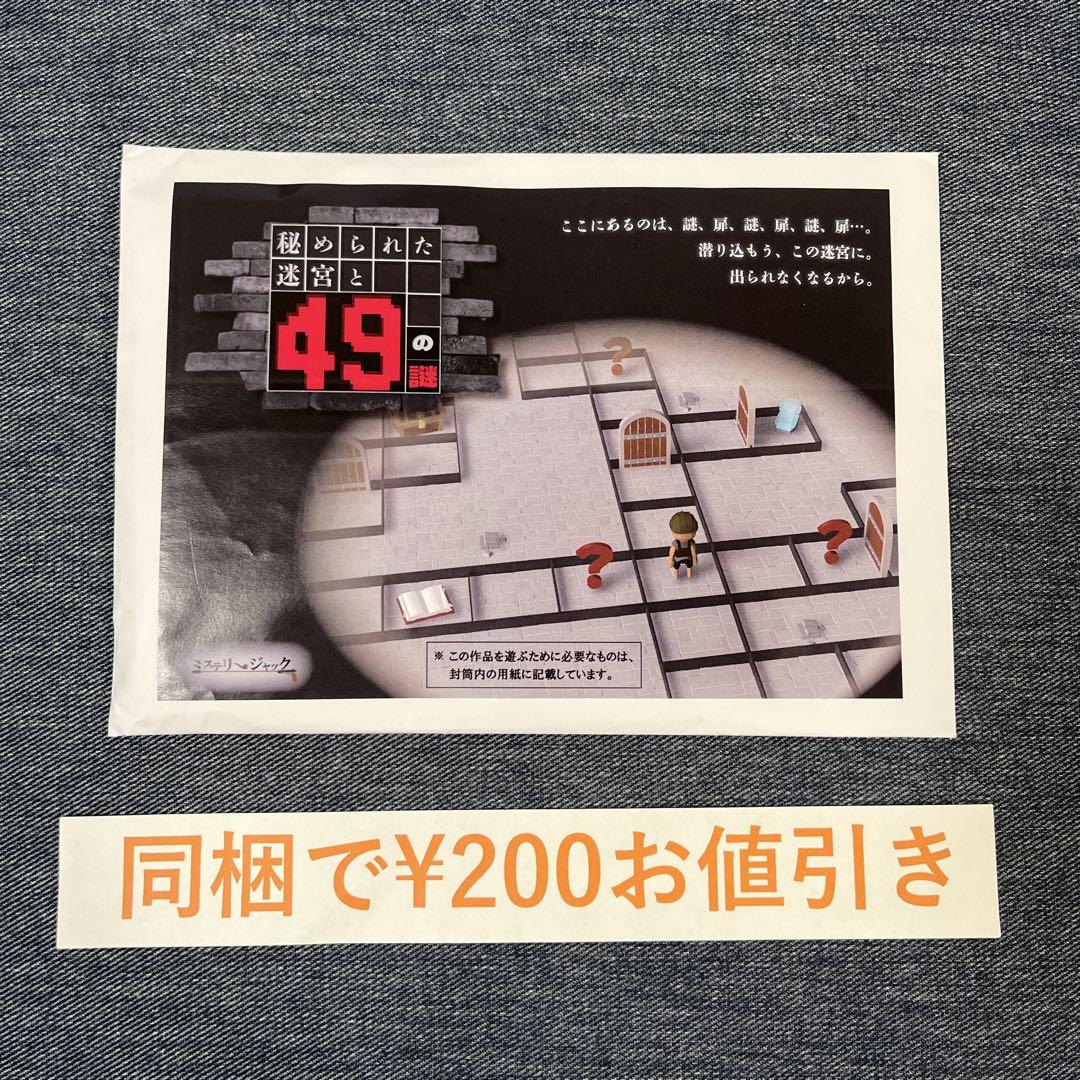 秘められた
迷宮と
49の謎
ここにあるのは、謎、扉、謎、扉、謎、扉…。
潜り込もう、この迷宮に。
出られなくなるから。
ミステリージャック
※ この作品を遊ぶために必要なものは、
封筒内の用紙に記載しています。
同梱で¥200お値引き